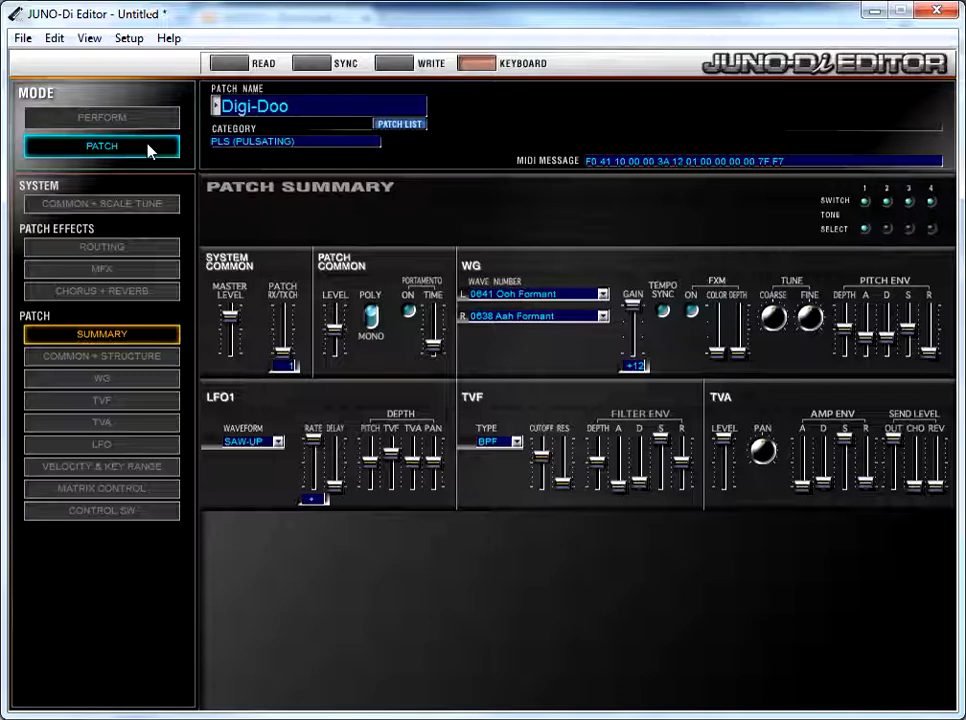 JUNO-Di Editor - Untitled *
File Edit View Setup Help
READ SYNC WRITE KEYBOARD JUNO-Di EDITOR
MODE
PERFORM
PATCH
SYSTEM
COMMON + SCALE TUNE
PATCH EFFECTS
ROUTING
MFX
CHORUS + REVERB
PATCH
SUMMARY
COMMON + STRUCTURE
WG
TVF
TVA
LFO
VELOCITY & KEY RANGE
MATRIX CONTROL
CONTROL SW
PATCH NAME
Digi-Doo
PATCH LIST
CATEGORY
PLS (PULSATING)
MIDI MESSAGE F0 41 10 00 00 3A 12 01 00 00 00 00 7F F7
PATCH SUMMARY
1 2 3 4
SWITCH
TONE
SELECT
SYSTEM COMMON
MASTER LEVEL
PATCH RX/TXCH
1
PATCH COMMON
PORTAMENTO
LEVEL POLY ON TIME
MONO
WG
WAVE NUMBER
L 0641 Ooh Formant
R 0638 Aah Formant
GAIN
+12
TEMPO SYNC
FXM
ON COLOR DEPTH
TUNE
COARSE FINE
PITCH ENV
DEPTH A D S R
LFO1
WAVEFORM
SAW-UP
RATE DELAY
DEPTH
PITCH TVF TVA PAN
TVF
TYPE
BPF
CUTOFF RES
FILTER ENV
DEPTH A D S R
TVA
LEVEL PAN
AMP ENV
A D S R
SEND LEVEL
OUT CHO REV